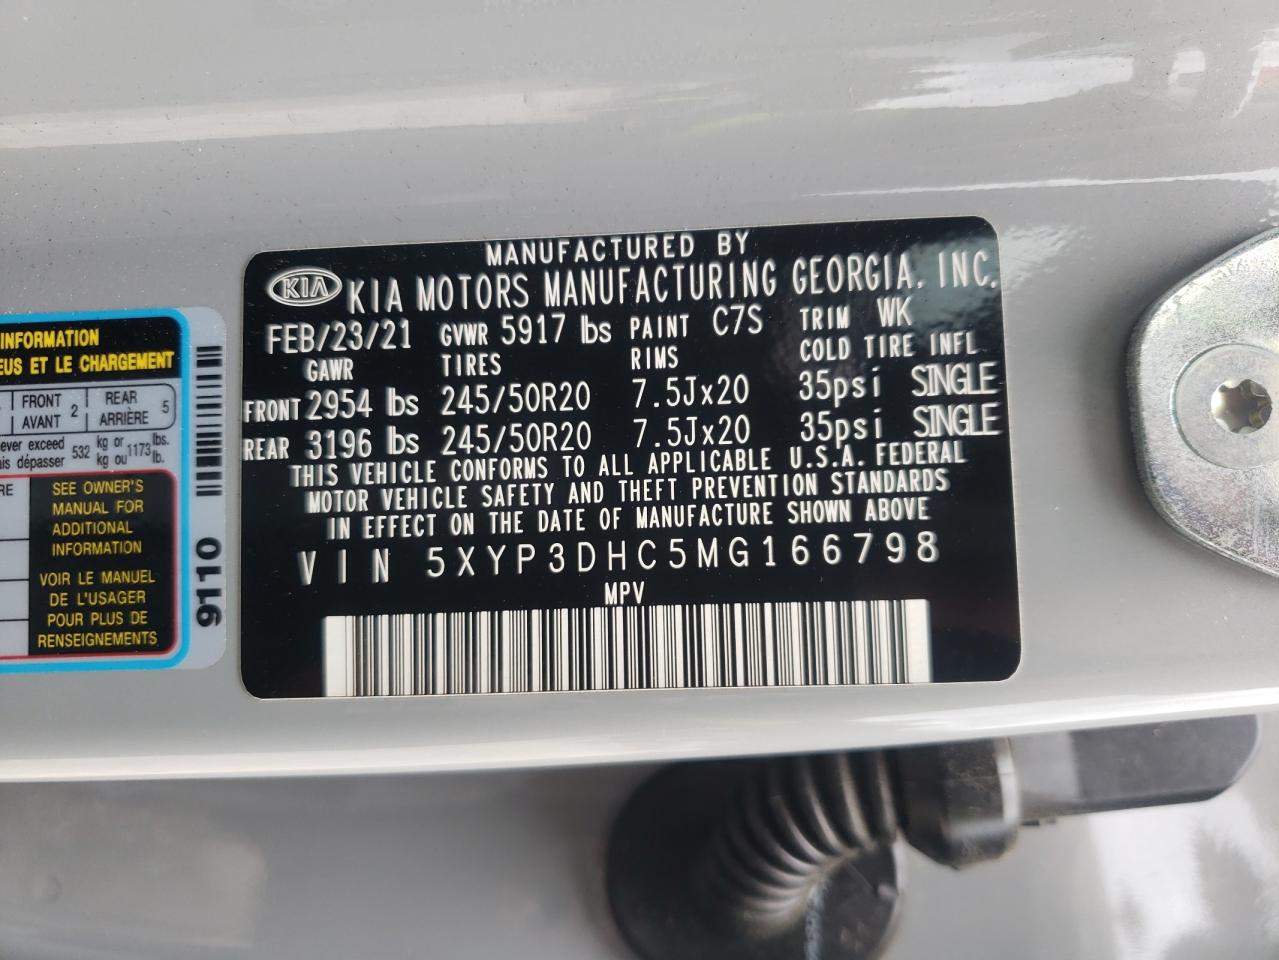 MANUFACTURED BY
KIA KIA MOTORS MANUFACTURING GEORGIA, INC.
FEB/23/21 GVWR 5917 lbs PAINT C7S TRIM WK
GAWR TIRES RIMS COLD TIRE INFL
FRONT 2954 lbs 245/50R20 7.5Jx20 35psi SINGLE
REAR 3196 lbs 245/50R20 7.5Jx20 35psi SINGLE
THIS VEHICLE CONFORMS TO ALL APPLICABLE U.S.A. FEDERAL
MOTOR VEHICLE SAFETY AND THEFT PREVENTION STANDARDS
IN EFFECT ON THE DATE OF MANUFACTURE SHOWN ABOVE
VIN 5XYP3DHC5MG166798
MPV
INFORMATION
ET LE CHARGEMENT
FRONT 2 REAR 5
AVANT ARRIÈRE
exceed 532 kg or 1173 lbs.
dépasser kg ou lb.
SEE OWNER'S
MANUAL FOR
ADDITIONAL
INFORMATION
VOIR LE MANUEL
DE L'USAGER
POUR PLUS DE
RENSEIGNEMENTS
9110